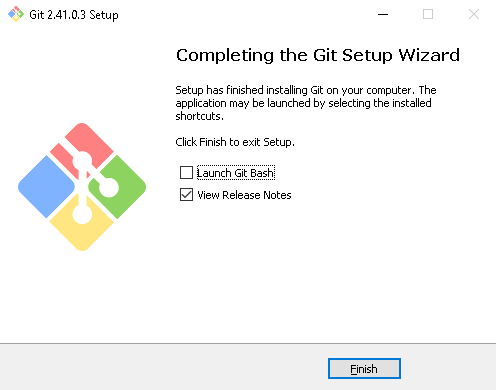 Git 2.41.0.3 Setup
Completing the Git Setup Wizard
Setup has finished installing Git on your computer. The
application may be launched by selecting the installed
shortcuts.
Click Finish to exit Setup.
Launch Git Bash
View Release Notes
Finish